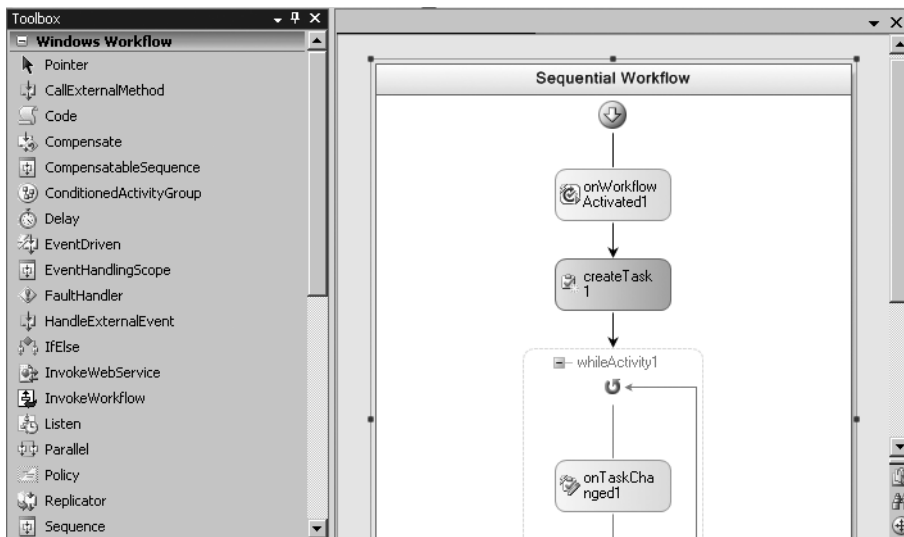 Toolbox
Windows Workflow
Pointer
CallExternalMethod
Code
Compensate
CompensatableSequence
ConditionedActivityGroup
Delay
EventDriven
EventHandlingScope
FaultHandler
HandleExternalEvent
IfElse
InvokeWebService
InvokeWorkflow
Listen
Parallel
Policy
Replicator
Sequence
Sequential Workflow
onWorkflow
Activated1
createTask
1
whileActivity1
onTaskCha
nged1